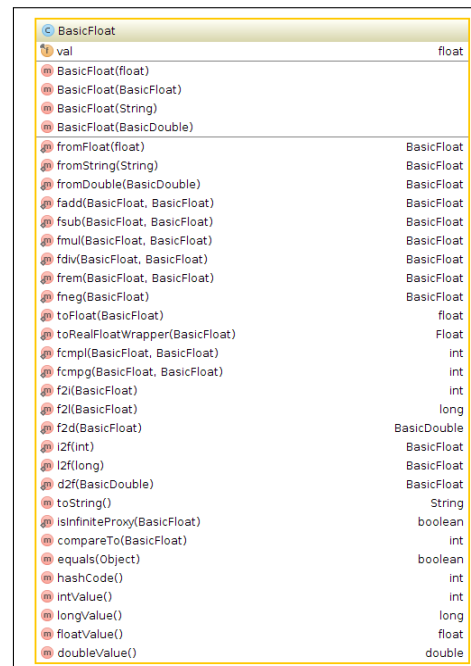 C BasicFloat
f val float
m BasicFloat(float)
m BasicFloat(BasicFloat)
m BasicFloat(String)
m BasicFloat(BasicDouble)
m fromFloat(float) BasicFloat
m fromString(String) BasicFloat
m fromDouble(BasicDouble) BasicFloat
m fadd(BasicFloat, BasicFloat) BasicFloat
m fsub(BasicFloat, BasicFloat) BasicFloat
m fmul(BasicFloat, BasicFloat) BasicFloat
m fdiv(BasicFloat, BasicFloat) BasicFloat
m frem(BasicFloat, BasicFloat) BasicFloat
m fneg(BasicFloat) BasicFloat
m toFloat(BasicFloat) float
m toRealFloatWrapper(BasicFloat) Float
m fcmpl(BasicFloat, BasicFloat) int
m fcmpg(BasicFloat, BasicFloat) int
m f2i(BasicFloat) int
m f2l(BasicFloat) long
m f2d(BasicFloat) BasicDouble
m i2f(int) BasicFloat
m l2f(long) BasicFloat
m d2f(BasicDouble) BasicFloat
m toString() String
m isInfiniteProxy(BasicFloat) boolean
m compareTo(BasicFloat) int
m equals(Object) boolean
m hashCode() int
m intValue() int
m longValue() long
m floatValue() float
m doubleValue() double